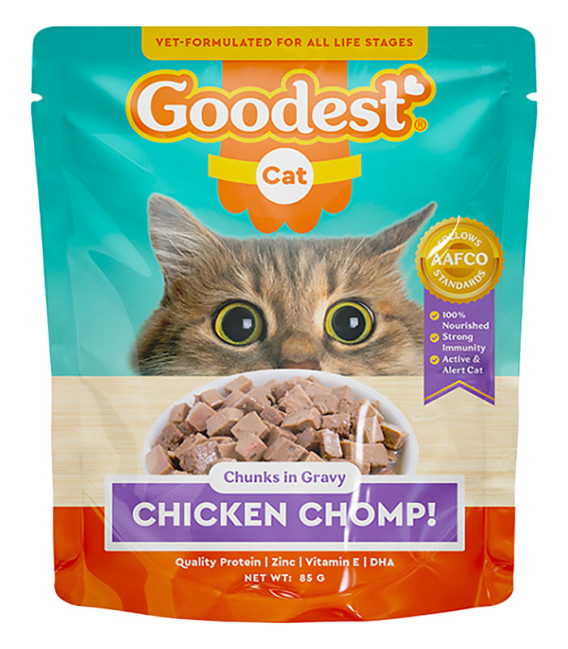 VET-FORMULATED FOR ALL LIFE STAGES
Goodest®
Cat
FOLLOWS
AAFCO
STANDARDS
100%
Nourished
Strong
Immunity
Active &
Alert Cat
Chunks in Gravy
CHICKEN CHOMP!
Quality Protein | Zinc | Vitamin E | DHA
NET WT: 85 G